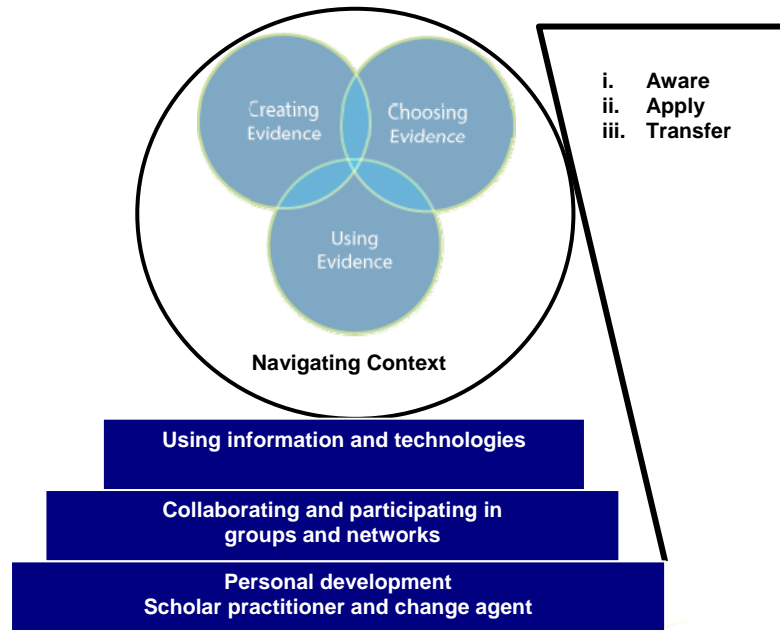 Creating
Evidence
Choosing
Evidence
Using
Evidence
Navigating Context
i. Aware
ii. Apply
iii. Transfer
Using information and technologies
Collaborating and participating in
groups and networks
Personal development
Scholar practitioner and change agent